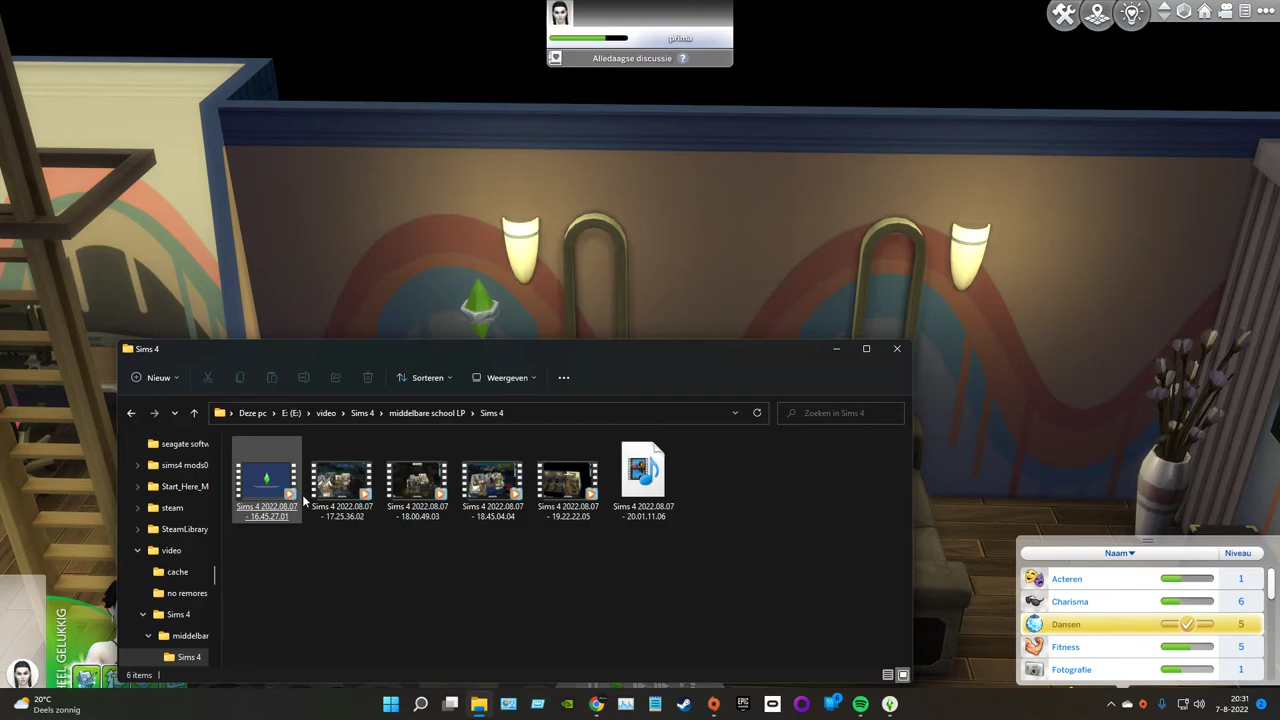 prima
Alledaagse discussie ?
Sims 4
Nieuw
Sorteren
Weergeven
Deze pc > E: (E:) > video > Sims 4 > middelbare school LP > Sims 4
Zoeken in Sims 4
seagate softw
sims4 mods0
Start_Here_M
steam
SteamLibrary
video
cache
no remores
Sims 4
middelbar
Sims 4
Sims 4 2022.08.07
- 16.45.27.01
Sims 4 2022.08.07
- 17.25.36.02
Sims 4 2022.08.07
- 18.00.49.03
Sims 4 2022.08.07
- 18.45.04.04
Sims 4 2022.08.07
- 19.22.22.05
Sims 4 2022.08.07
- 20.01.11.06
6 items
HEEL GELUKKIG
Naam Niveau
Acteren 1
Charisma 6
Dansen 5
Fitness 5
Fotografie 1
20°C
Deels zonnig
EPIC
20:31
7-8-2022